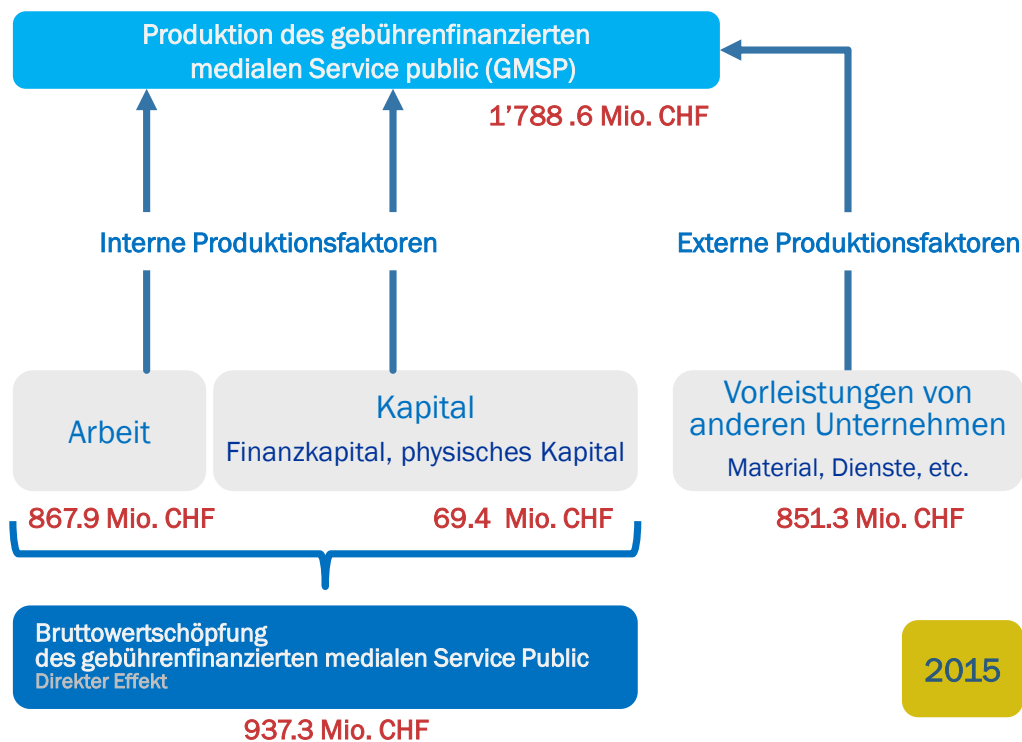 Produktion des gebührenfinanzierten
medialen Service public (GMSP)
1’788 .6 Mio. CHF
Interne Produktionsfaktoren
Externe Produktionsfaktoren
Arbeit
Kapital
Finanzkapital, physisches Kapital
Vorleistungen von
anderen Unternehmen
Material, Dienste, etc.
867.9 Mio. CHF
69.4 Mio. CHF
851.3 Mio. CHF
Bruttowertschöpfung
des gebührenfinanzierten medialen Service Public
Direkter Effekt
2015
937.3 Mio. CHF